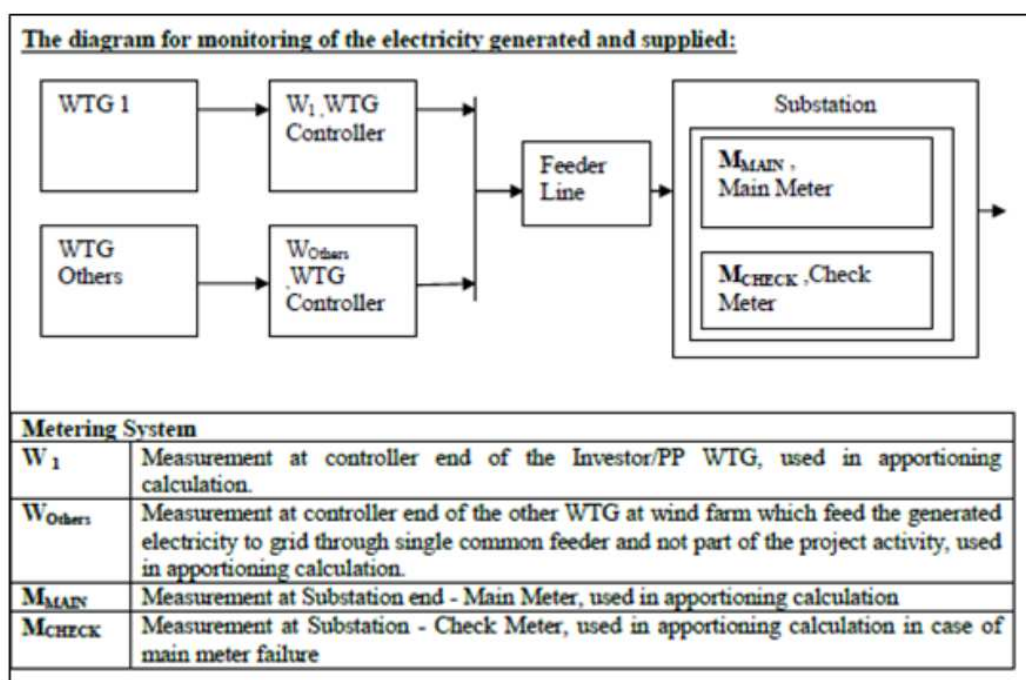 The diagram for monitoring of the electricity generated and supplied:
WTG 1
W1,WTG
Controller
WTG
Others
WOthers
,WTG
Controller
Feeder
Line
Substation
MMAIN ,
Main Meter
MCHECK ,Check
Meter
Metering System
W 1 Measurement at controller end of the Investor/PP WTG, used in apportioning
calculation.
WOthers Measurement at controller end of the other WTG at wind farm which feed the generated
electricity to grid through single common feeder and not part of the project activity, used
in apportioning calculation.
MMAIN Measurement at Substation end - Main Meter, used in apportioning calculation
MCHECK Measurement at Substation - Check Meter, used in apportioning calculation in case of
main meter failure